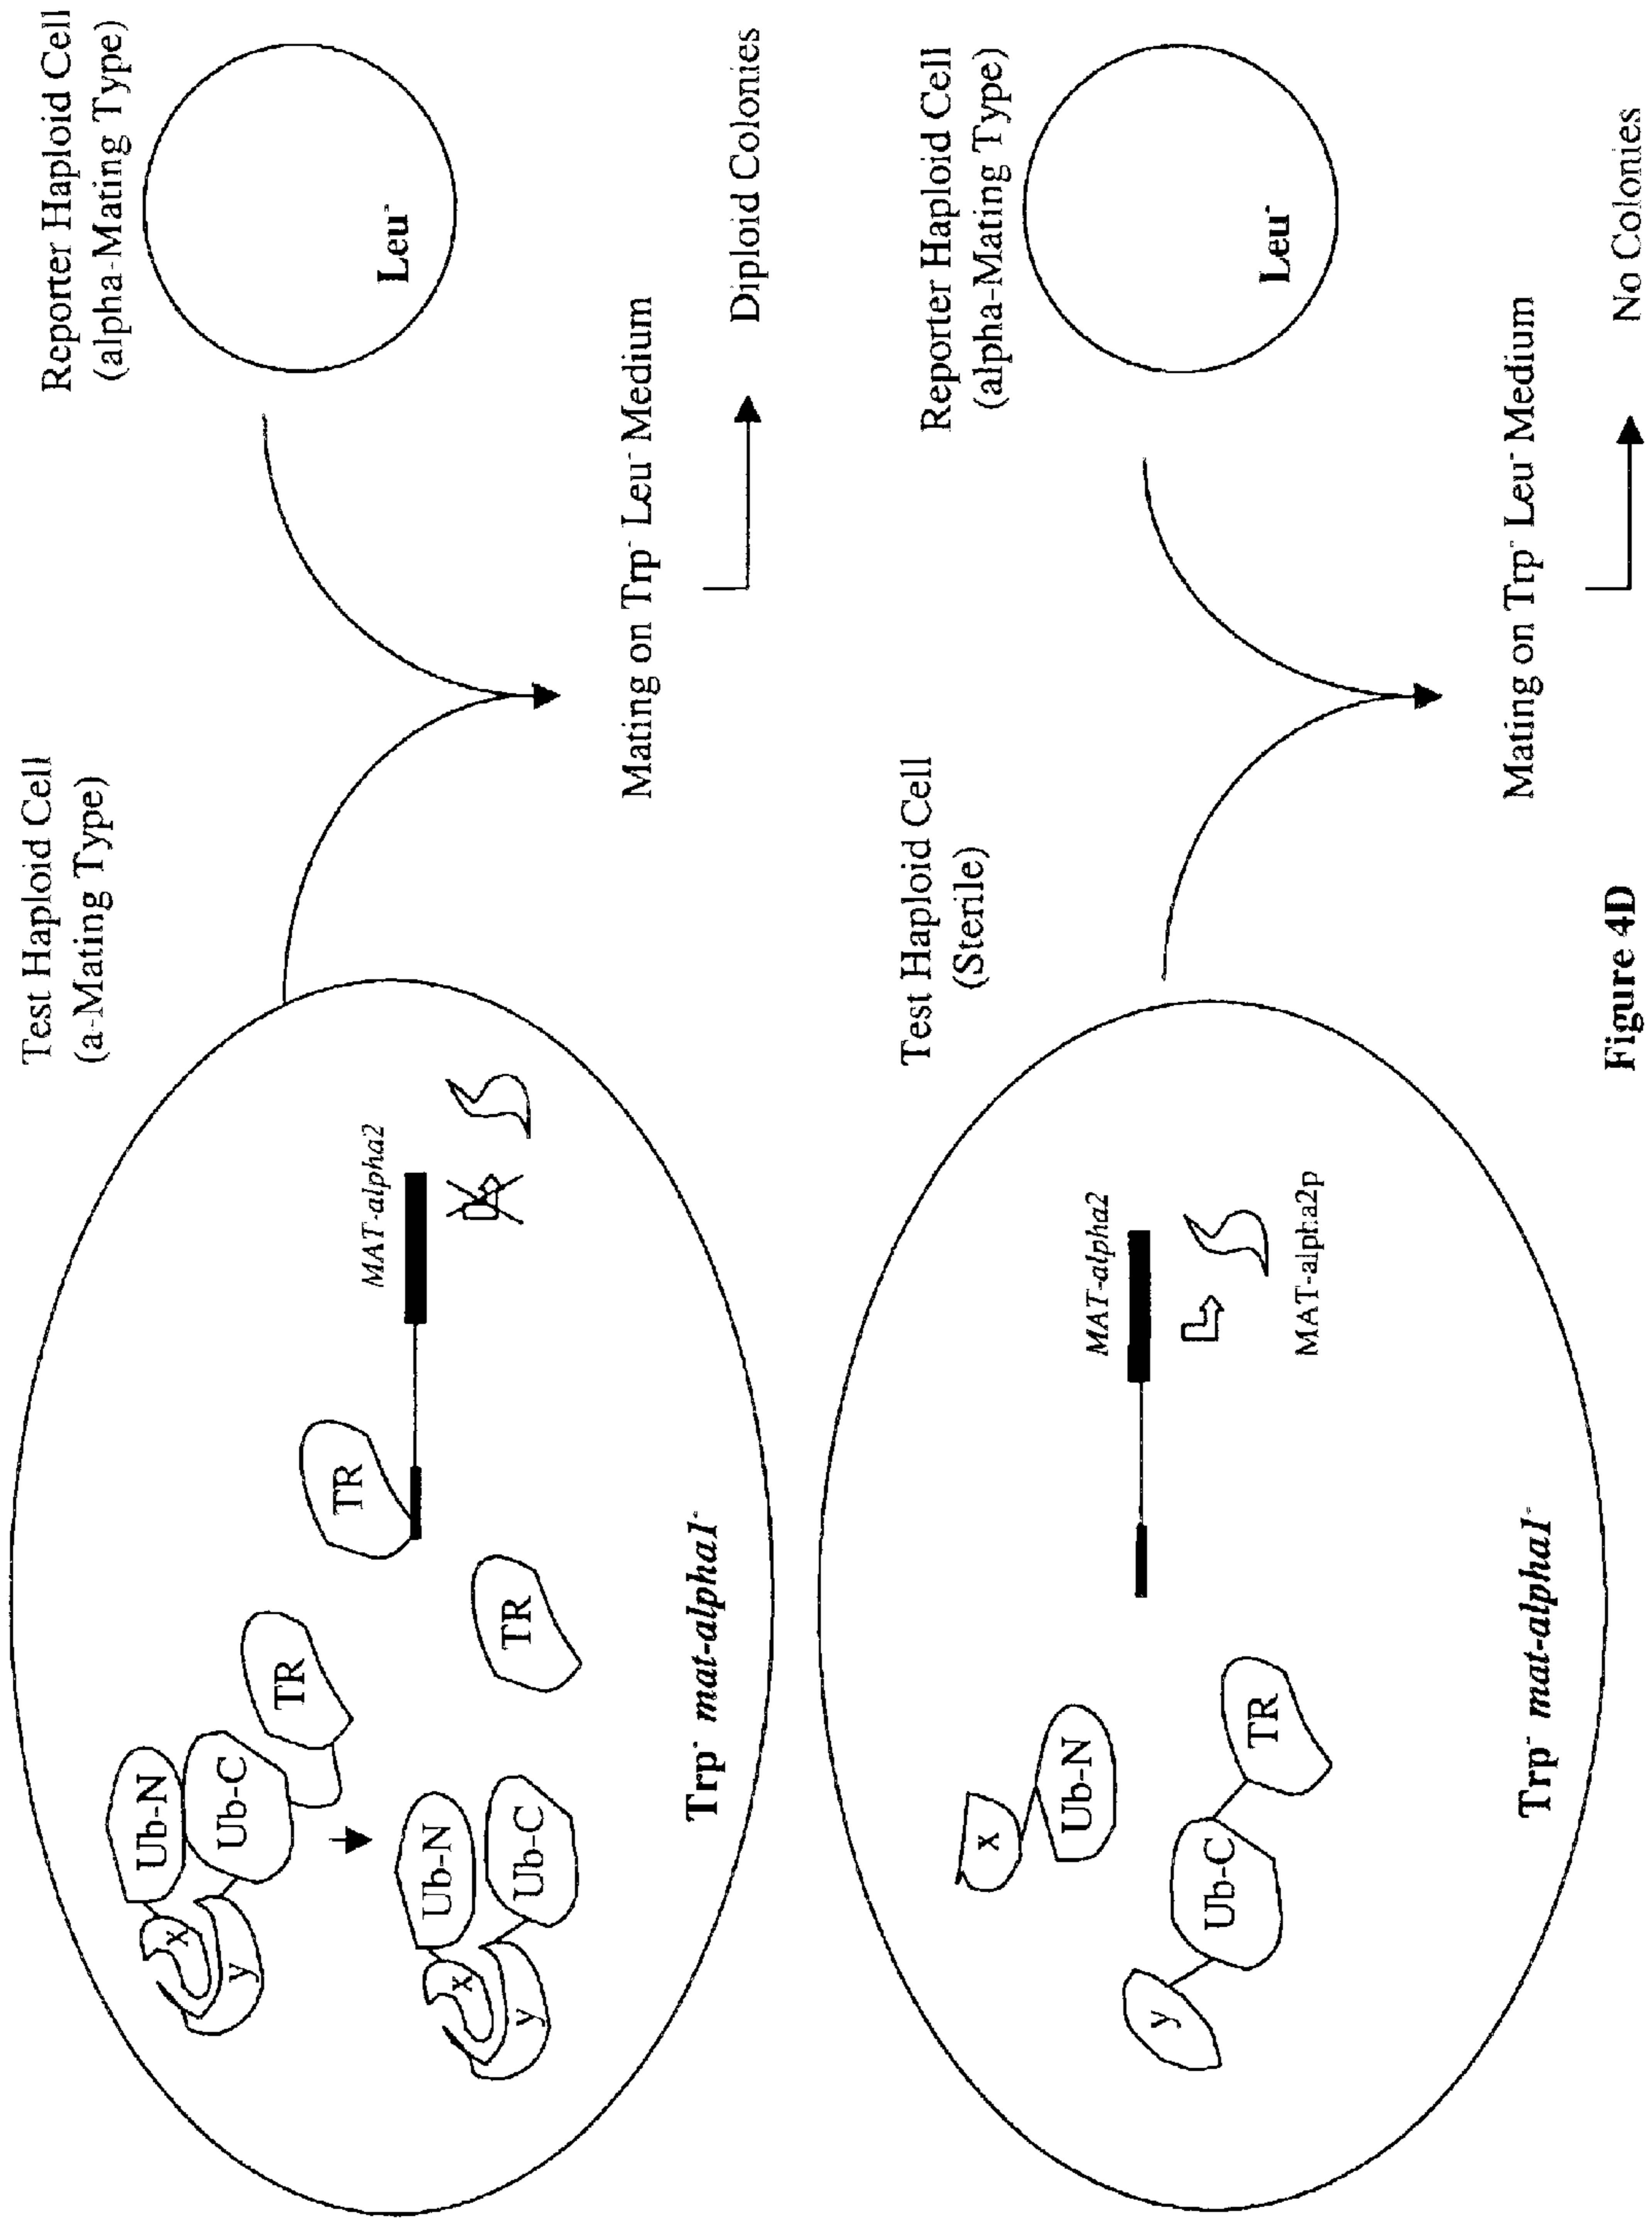 Test Haploid Cell
(a-Mating Type)
Reporter Haploid Cell
(alpha-Mating Type)
Ub-N
Ub-C
TR
x
y
TR
MAT-alpha2
Leu⁻
Ub-N
Ub-C
x
y
TR
Trp⁻ mat-alpha1⁻
Mating on Trp⁻ Leu⁻ Medium
Diploid Colonies
Test Haploid Cell
(Sterile)
Reporter Haploid Cell
(alpha-Mating Type)
x
Ub-N
y
Ub-C
TR
MAT-alpha2
MAT-alpha2p
Leu⁻
Trp⁻ mat-alpha1⁻
Mating on Trp⁻ Leu⁻ Medium
No Colonies
Figure 4D